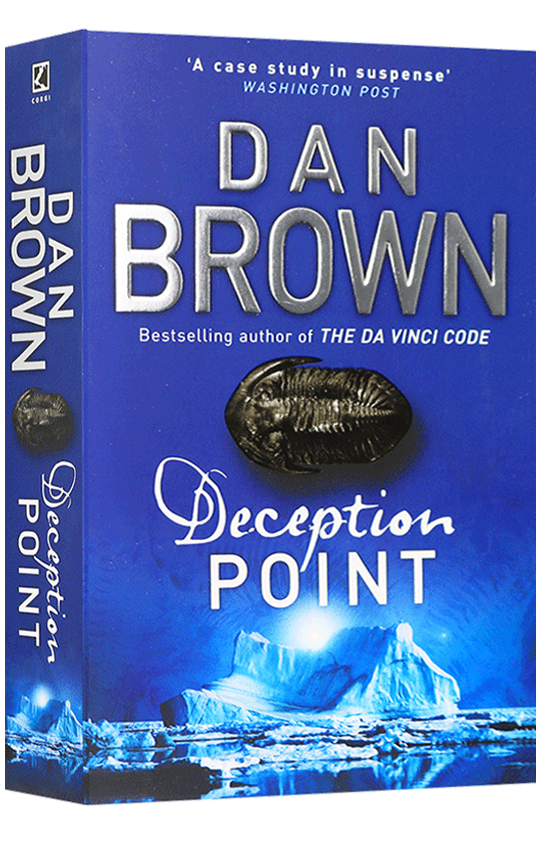 'A case study in suspense'
WASHINGTON POST
DAN
BROWN
Bestselling author of THE DA VINCI CODE
Deception
POINT
CORGI
DAN
BROWN
Deception
POINT